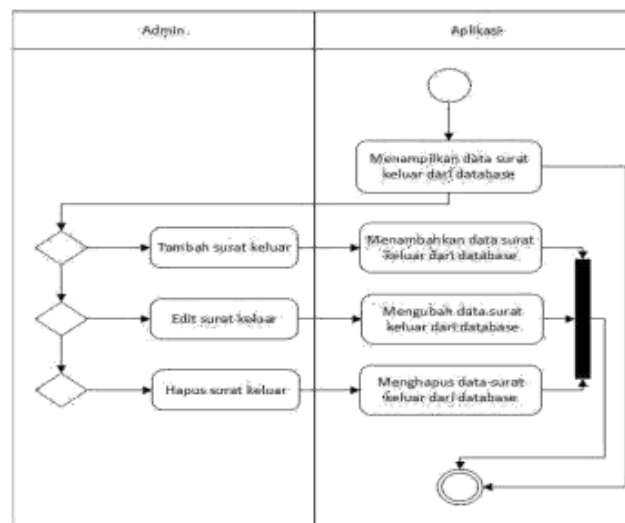 Admin
Aplikasi
Menampilkan data surat
keluar dari database
Tambah surat keluar
Menambahkan data surat
keluar dari database
Edit surat keluar
Mengubah data surat
keluar dari database
Hapus surat keluar
Menghapus data surat
keluar dari database